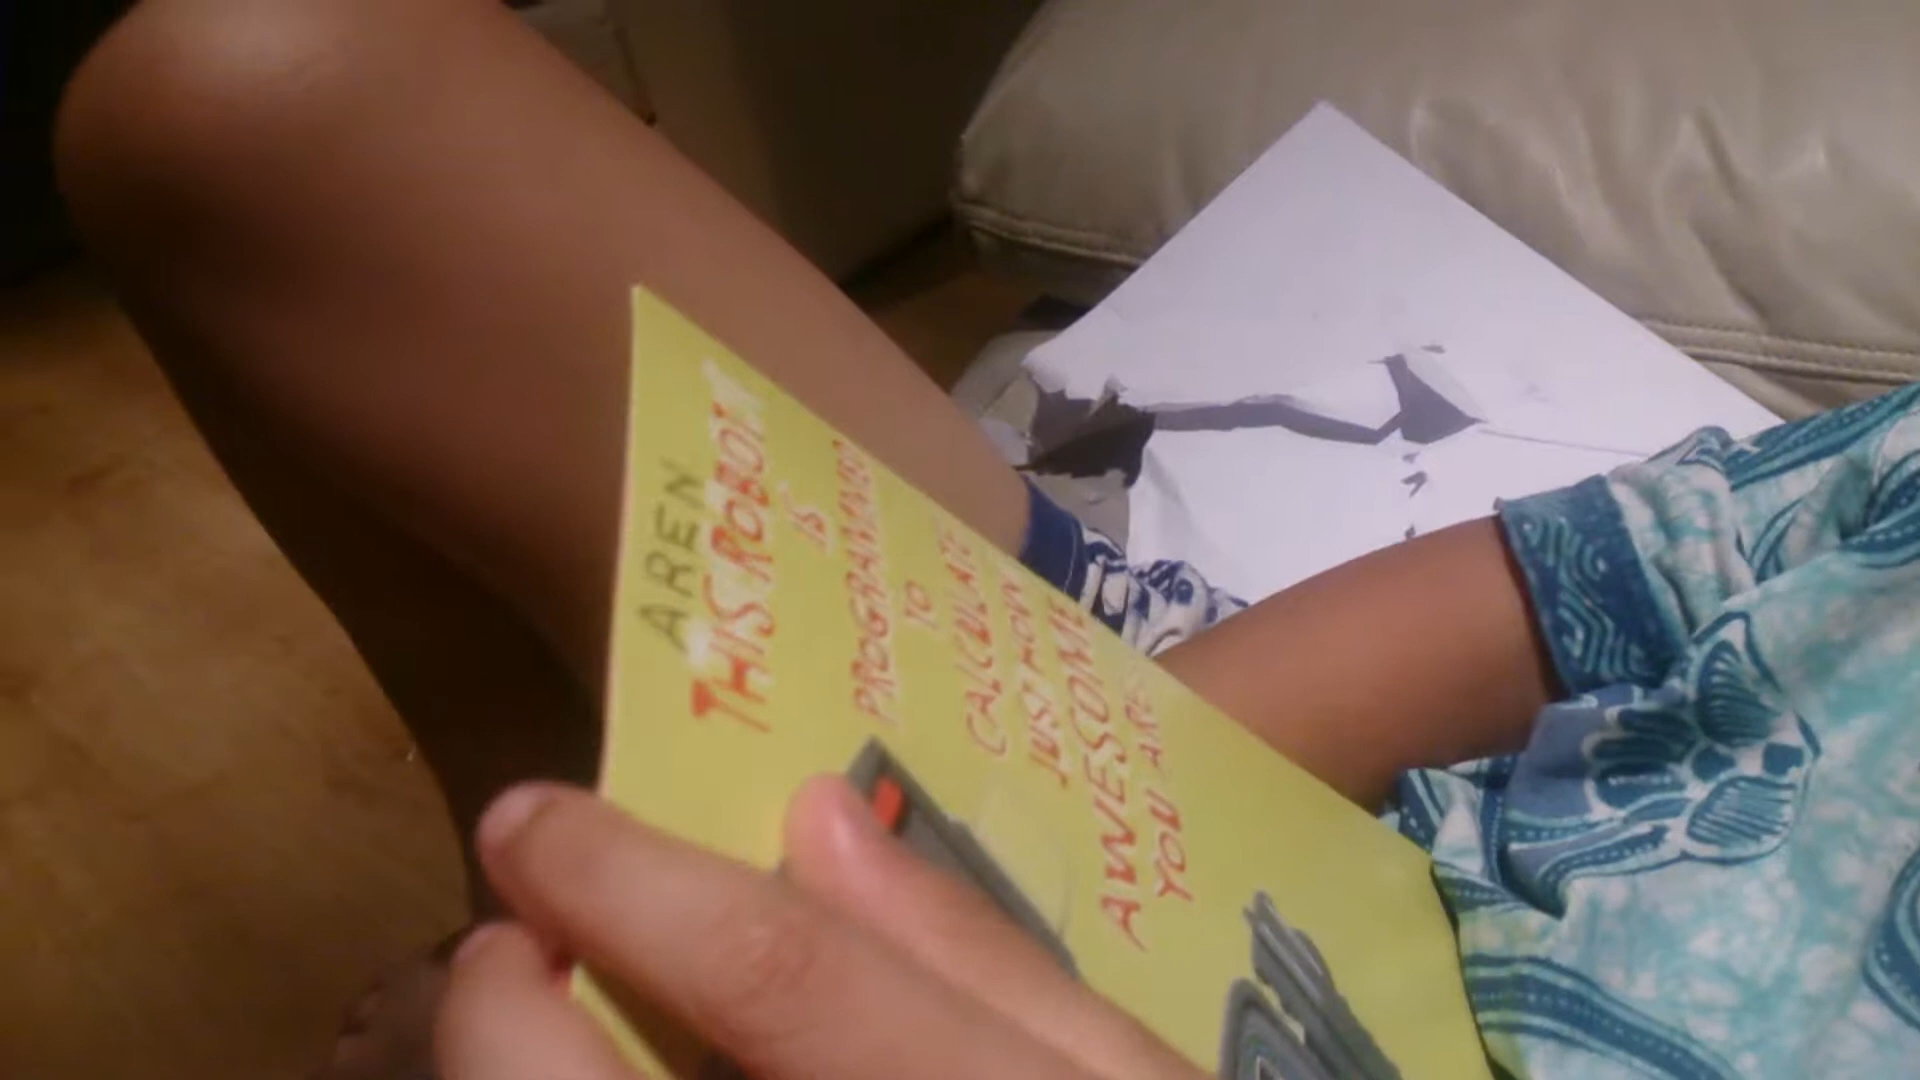 AREN
THIS ROBOT
IS
PROGRAMMED
TO
CALCULATE
JUST HOW
AWESOME
YOU ARE